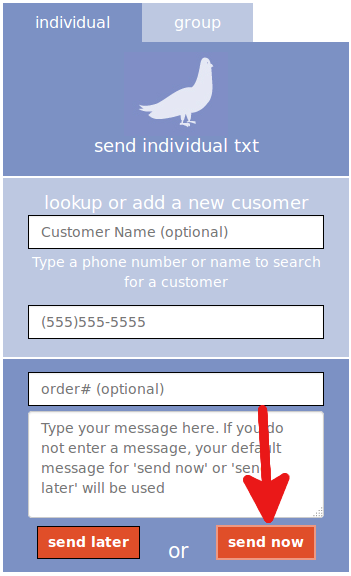 individual
group
send individual txt
lookup or add a new cusomer
Customer Name (optional)
Type a phone number or name to search
for a customer
(555)555-5555
order# (optional)
Type your message here. If you do
not enter a message, your default
message for 'send now' or 'send
later' will be used
send later
or
send now